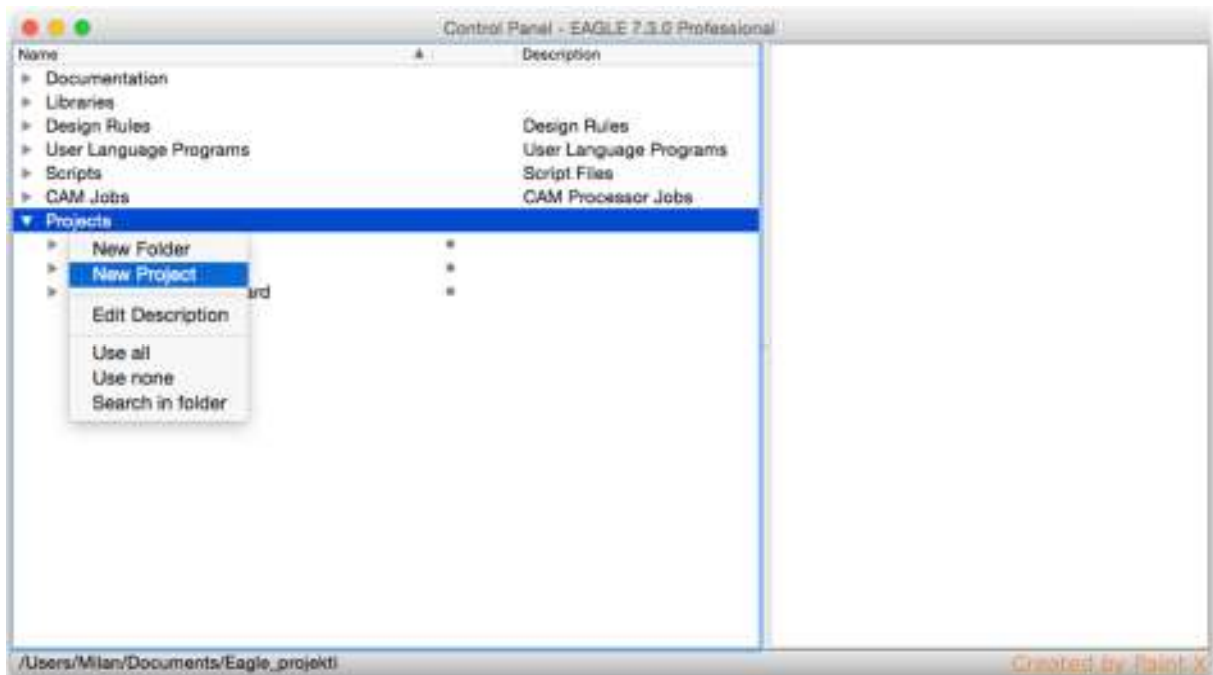 Control Panel - EAGLE 7.3.0 Professional
Name Description
Documentation
Libraries
Design Rules Design Rules
User Language Programs User Language Programs
Scripts Script Files
CAM Jobs CAM Processor Jobs
Projects
New Folder
New Project
ard
Edit Description
Use all
Use none
Search in folder
/Users/Milan/Documents/Eagle_projekti
Created by Paint X